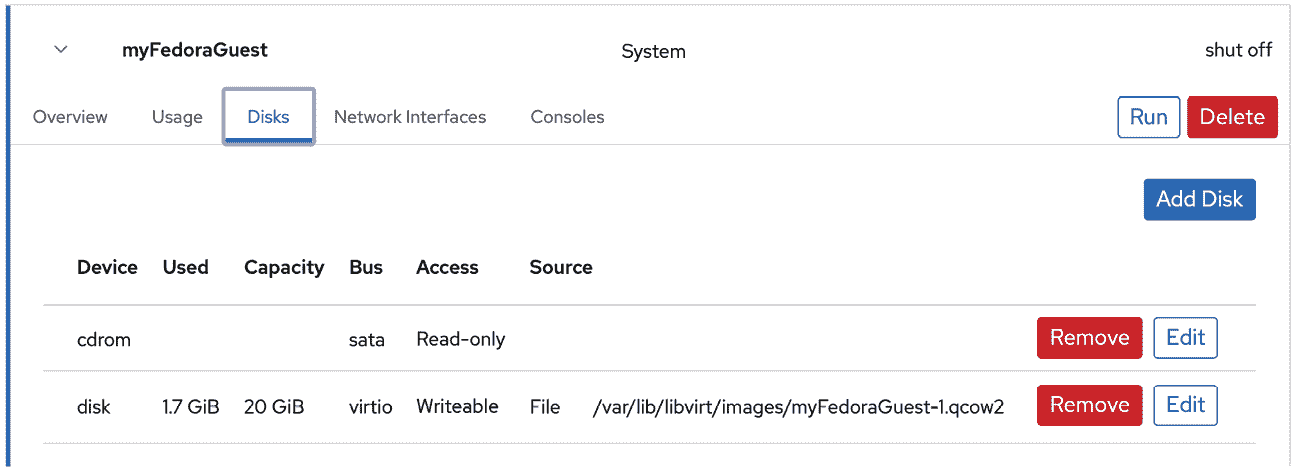 myFedoraGuest System shut off
Overview Usage Disks Network Interfaces Consoles Run Delete
Add Disk
Device Used Capacity Bus Access Source
cdrom sata Read-only Remove Edit
disk 1.7 GiB 20 GiB virtio Writeable File /var/lib/libvirt/images/myFedoraGuest-1.qcow2 Remove Edit